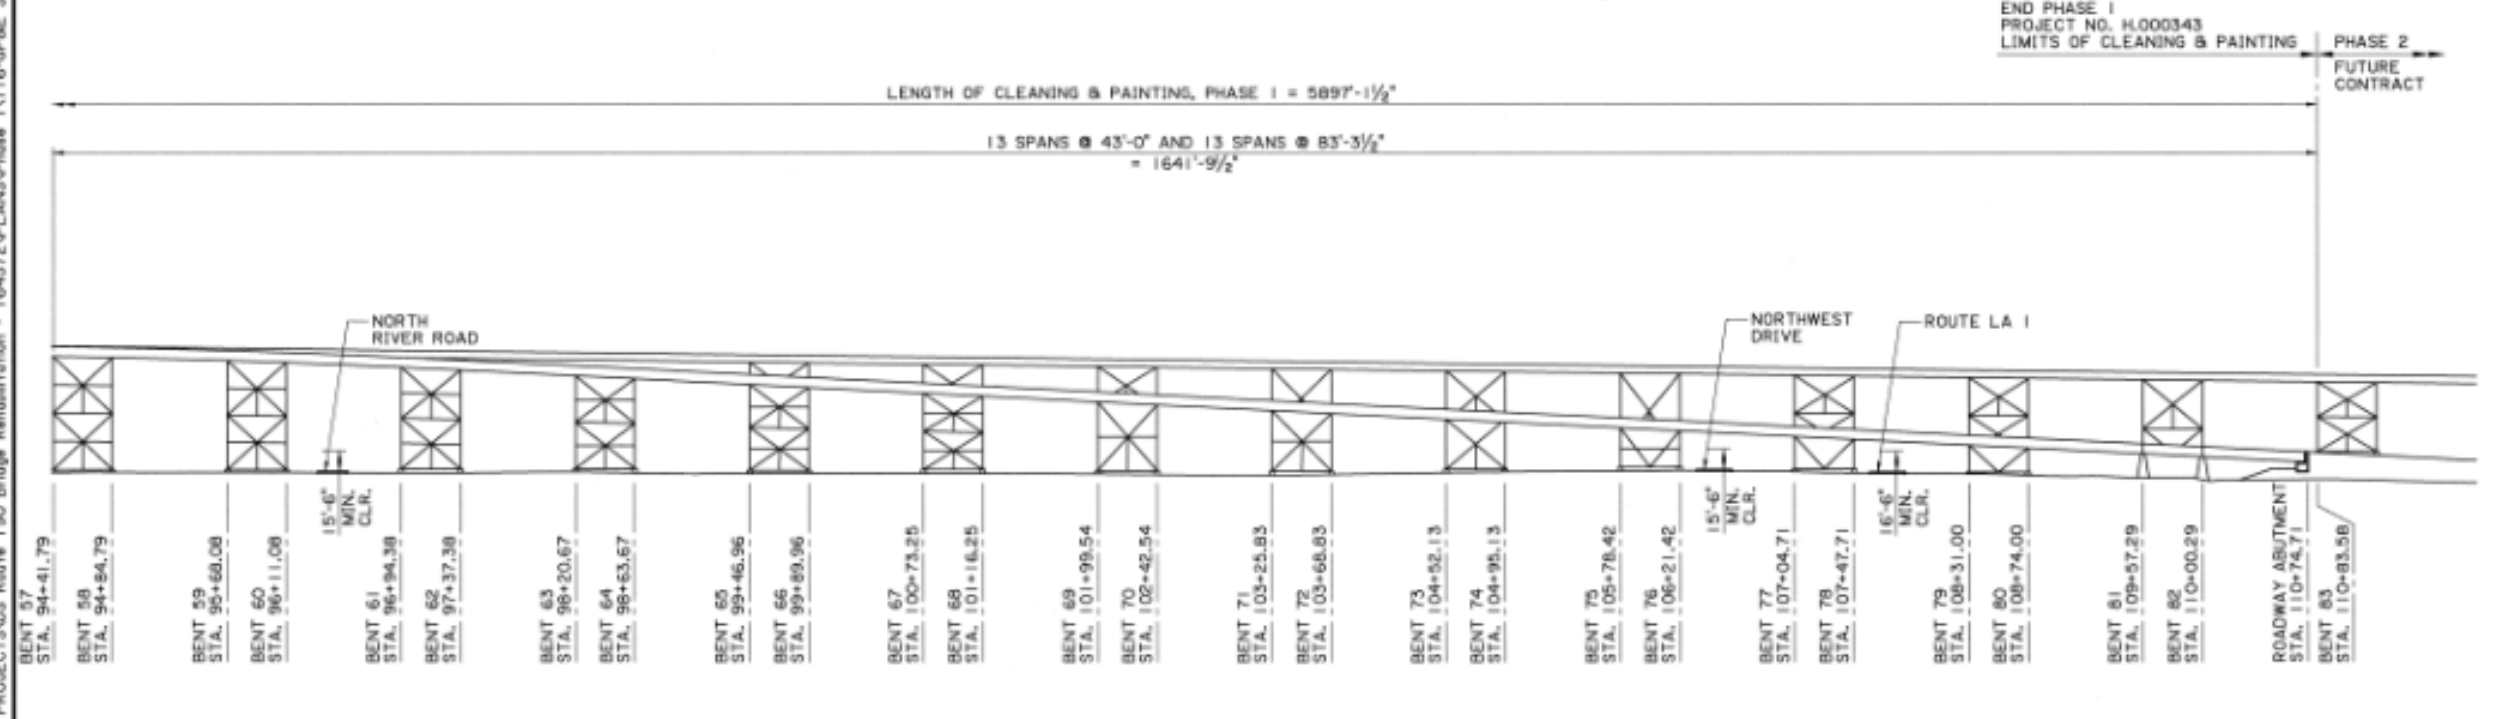 END PHASE 1
PROJECT NO. H.000343
LIMITS OF CLEANING & PAINTING
PHASE 2
FUTURE
CONTRACT
LENGTH OF CLEANING & PAINTING, PHASE 1 = 5897'-1½"
13 SPANS @ 43'-0" AND 13 SPANS @ 83'-3½"
= 1641'-9½"
NORTH
RIVER ROAD
NORTHWEST
DRIVE
ROUTE LA 1
15'-6"
MIN.
CLR.
15'-6"
MIN.
CLR.
16'-6"
MIN.
CLR.
BENT 57
STA. 94+41.79
BENT 58
STA. 94+84.79
BENT 59
STA. 95+68.08
BENT 60
STA. 96+11.08
BENT 61
STA. 96+94.38
BENT 62
STA. 97+37.38
BENT 63
STA. 98+20.67
BENT 64
STA. 98+63.67
BENT 65
STA. 99+46.96
BENT 66
STA. 99+89.96
BENT 67
STA. 100+73.25
BENT 68
STA. 101+16.25
BENT 69
STA. 101+99.54
BENT 70
STA. 102+42.54
BENT 71
STA. 103+25.83
BENT 72
STA. 103+68.83
BENT 73
STA. 104+52.13
BENT 74
STA. 104+95.13
BENT 75
STA. 105+78.42
BENT 76
STA. 106+21.42
BENT 77
STA. 107+04.71
BENT 78
STA. 107+47.71
BENT 79
STA. 108+31.00
BENT 80
STA. 108+74.00
BENT 81
STA. 109+57.29
BENT 82
STA. 110+00.29
ROADWAY ABUTMENT
STA. 110+74.71
BENT 83
STA. 110+83.58